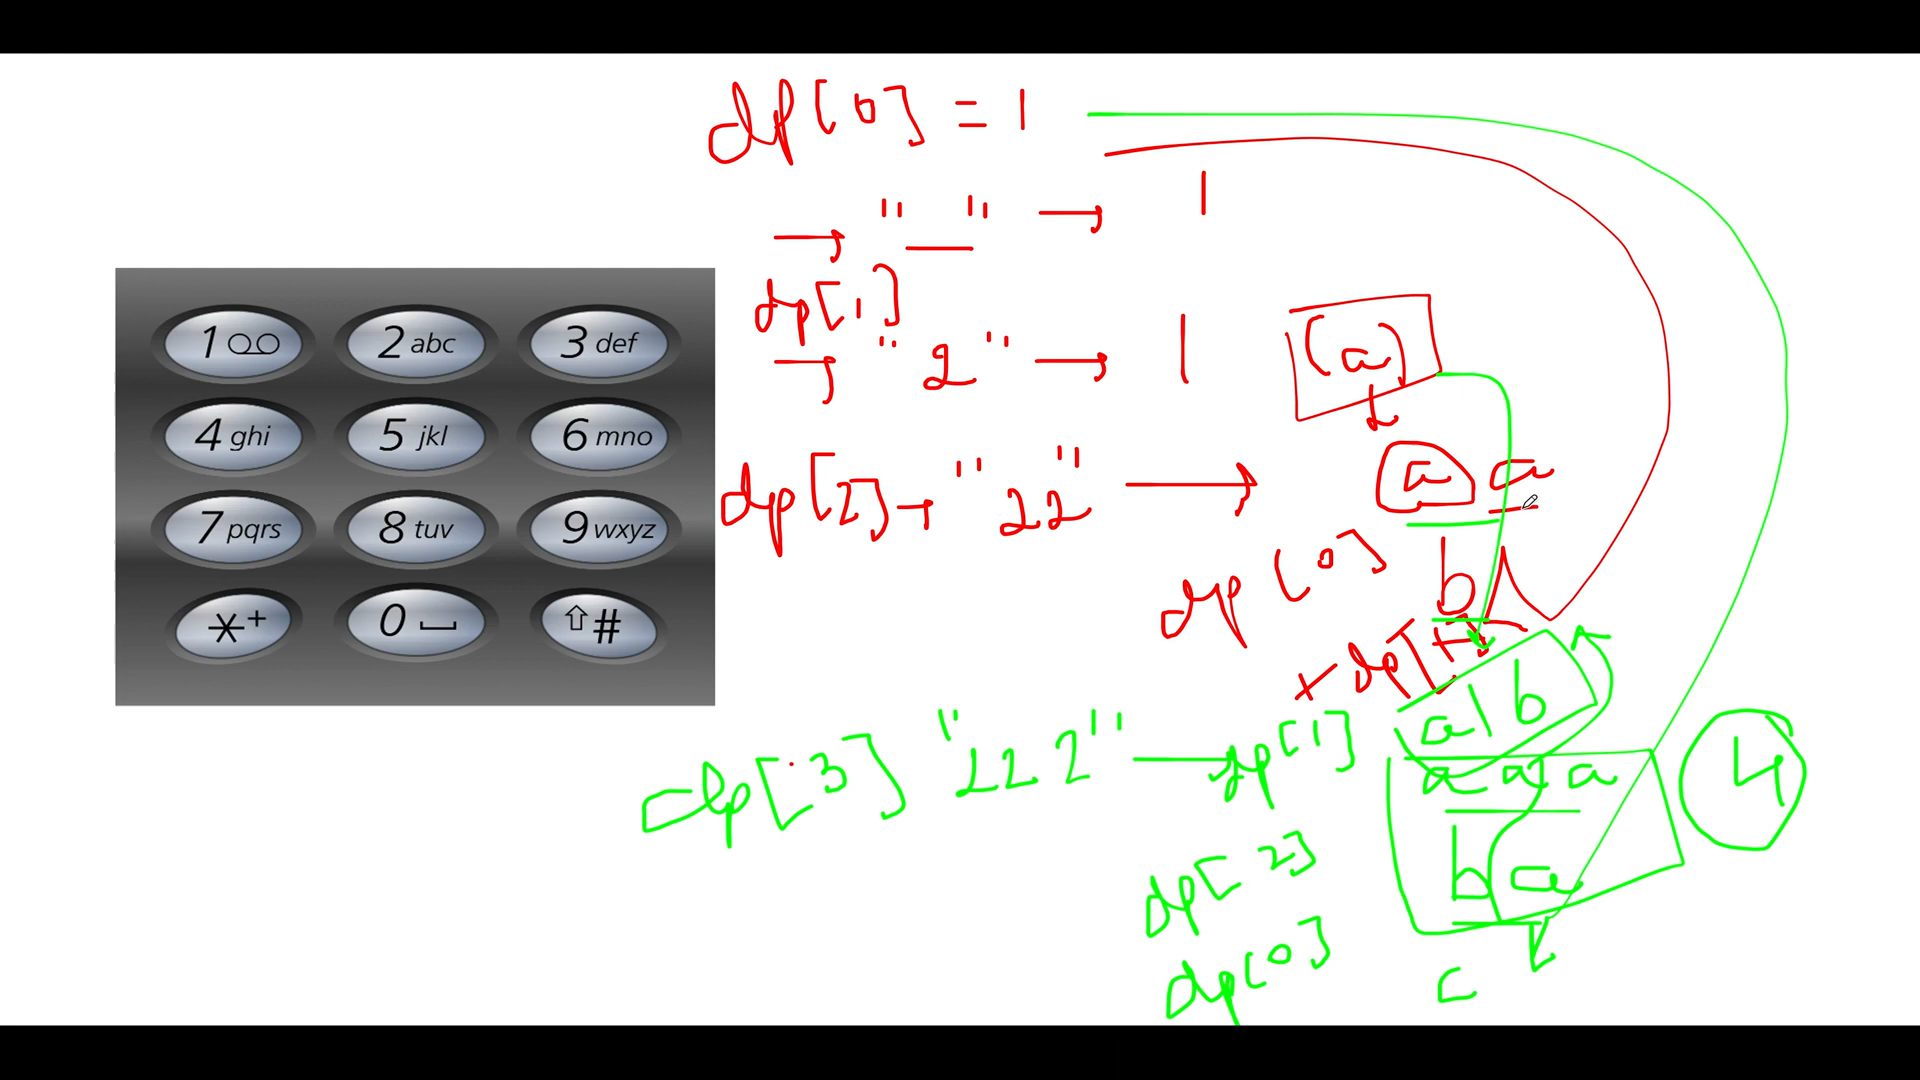 dp[0] = 1
" " → 1
dp[1]
→ "2" → 1 (a)
dp[2] → "22" → a a
dp[0] b
+ dp[1]
a b
dp[3] "222" → dp[1]
a a a
4
dp[2] b a
dp[0] c
1 2 abc 3 def
4 ghi 5 jkl 6 mno
7 pqrs 8 tuv 9 wxyz
*+ 0 #